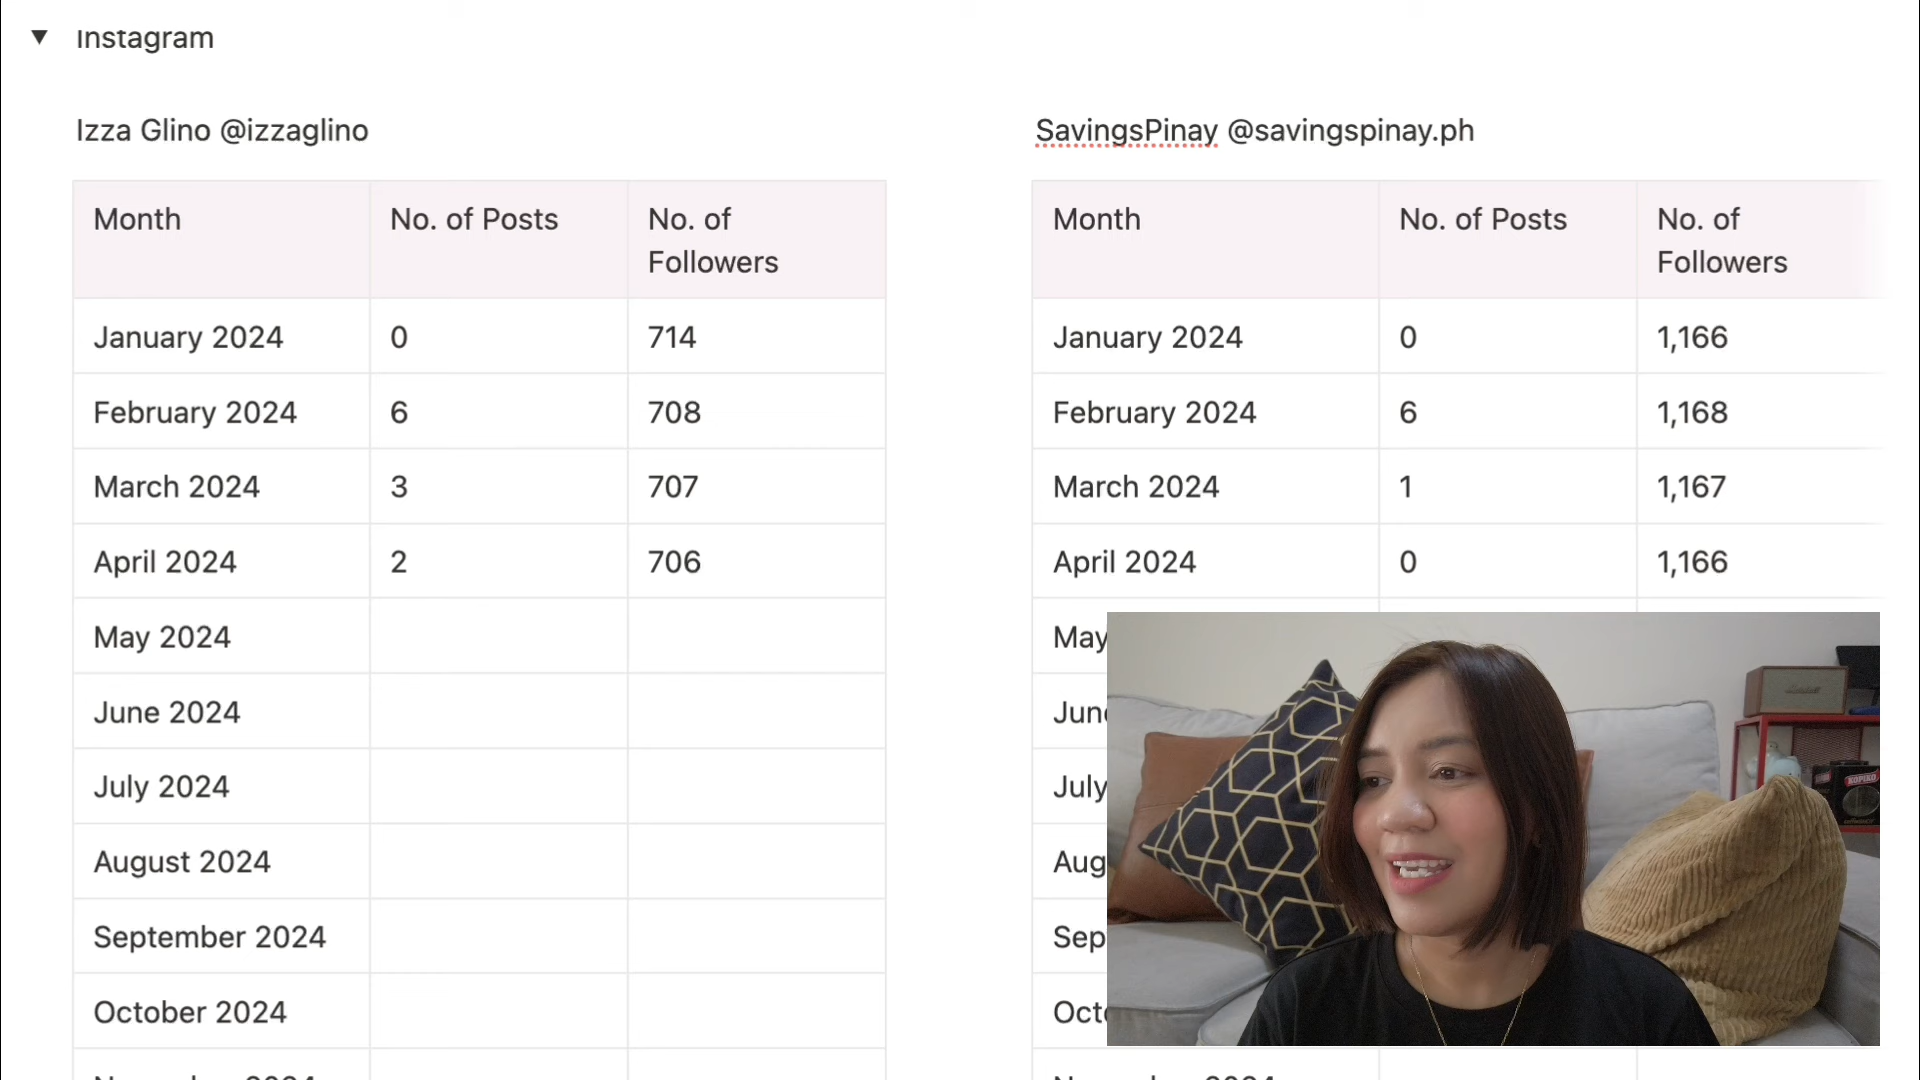 Instagram
Izza Glino @izzaglino
Month No. of Posts No. of Followers
January 2024 0 714
February 2024 6 708
March 2024 3 707
April 2024 2 706
May 2024
June 2024
July 2024
August 2024
September 2024
October 2024
SavingsPinay @savingspinay.ph
Month No. of Posts No. of Followers
January 2024 0 1,166
February 2024 6 1,168
March 2024 1 1,167
April 2024 0 1,166
May
June
July
Aug
Sep
Octo
KOPIKO